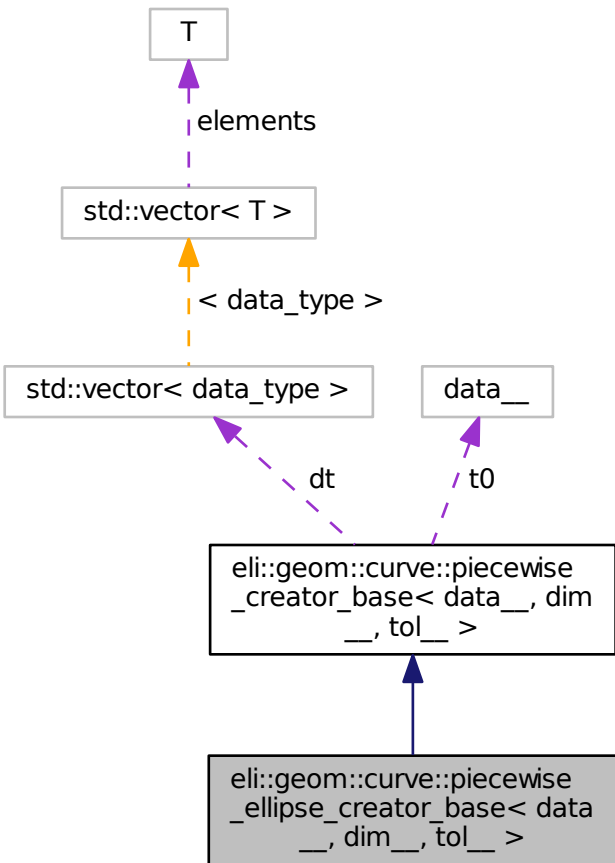 T
elements
std::vector< T >
< data_type >
std::vector< data_type >
data__
dt
t0
eli::geom::curve::piecewise
_creator_base< data__, dim
__, tol__ >
eli::geom::curve::piecewise
_ellipse_creator_base< data
__, dim__, tol__ >